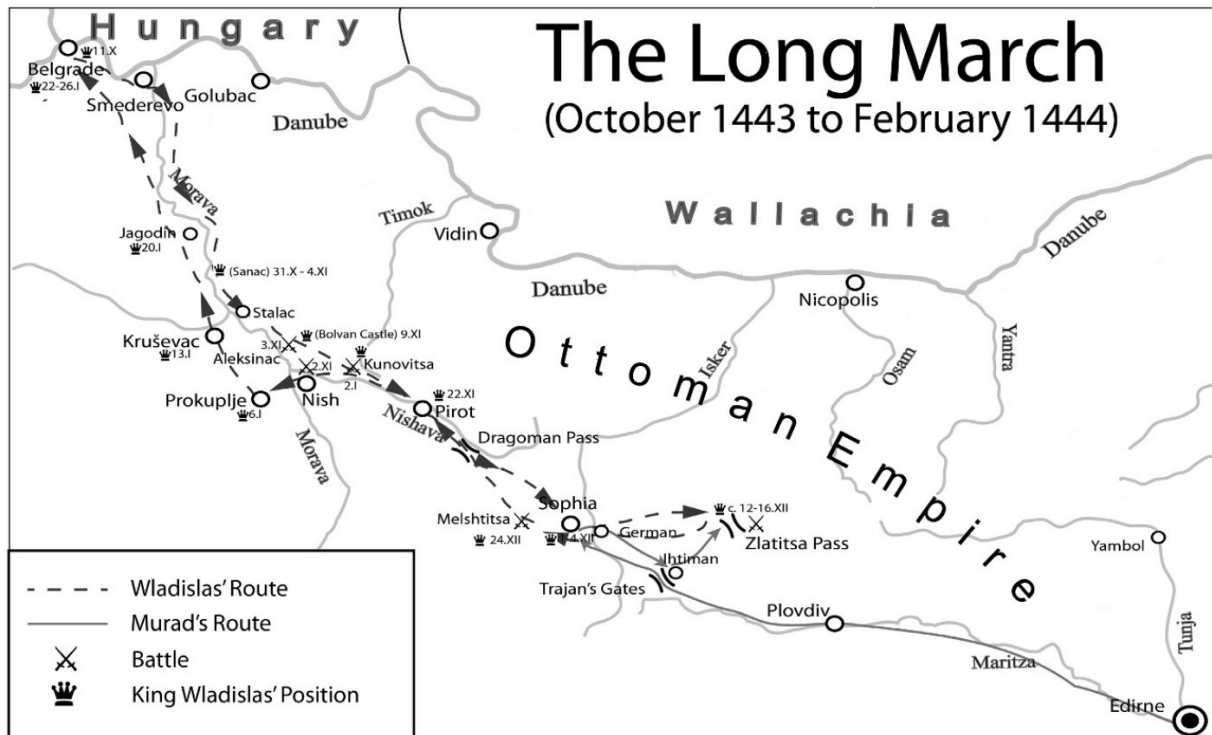 Hungary
The Long March
(October 1443 to February 1444)
11.X
Belgrade
22-26.I
Smederevo
Golubac
Danube
Morava
Timok
Wallachia
Vidin
Danube
Danube
Jagodin
20.I
(Sanac) 31.X - 4.XI
Nicopolis
Stalac
Kruševac
13.I
3.XI
(Bolvan Castle) 9.XI
Aleksinac
2.XI
Kunovitsa
2.I
Ottoman Empire
Isker
Osam
Yantra
Prokuplje
6.I
Nish
22.XI
Pirot
Nishava
Morava
Dragoman Pass
Sophia
Melshtitsa
24.XII
German
c. 12-16.XII
Zlatitsa Pass
Ihtiman
Trajan's Gates
Yambol
Plovdiv
Tunja
Maritza
Edirne
Wladislas' Route
Murad's Route
Battle
King Wladislas' Position